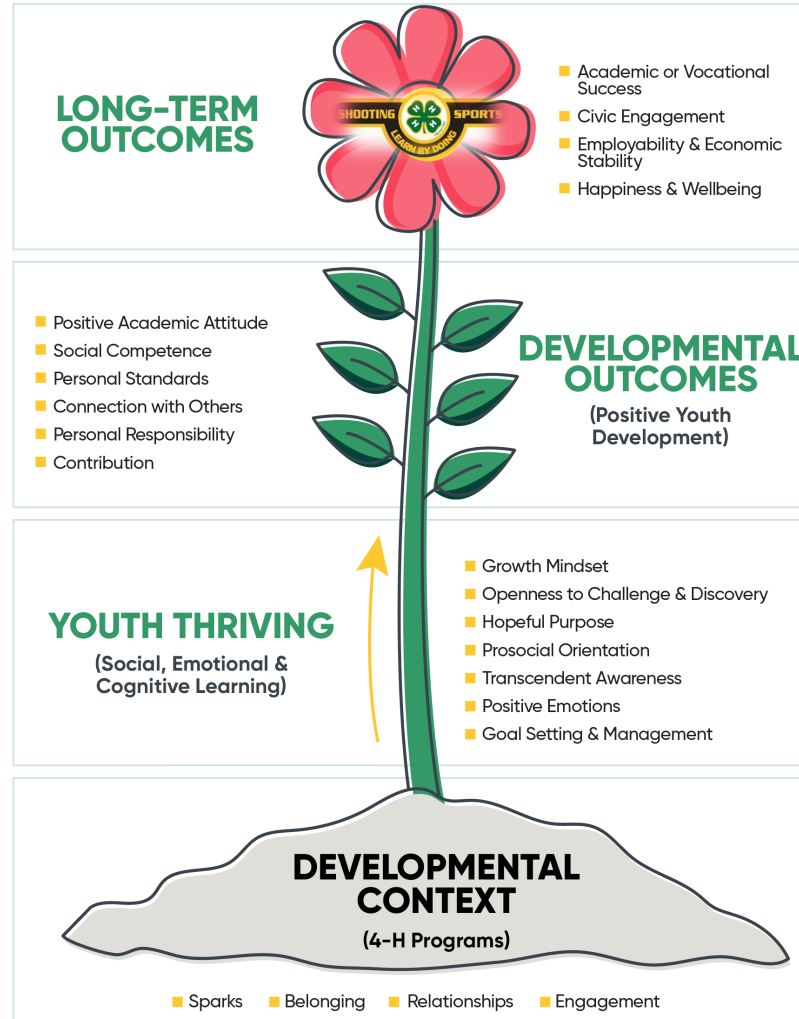 LONG-TERM
OUTCOMES
SHOOTING SPORTS
LEARN BY DOING
H H H H
Academic or Vocational
Success
Civic Engagement
Employability & Economic
Stability
Happiness & Wellbeing
Positive Academic Attitude
Social Competence
Personal Standards
Connection with Others
Personal Responsibility
Contribution
DEVELOPMENTAL
OUTCOMES
(Positive Youth
Development)
YOUTH THRIVING
(Social, Emotional &
Cognitive Learning)
Growth Mindset
Openness to Challenge & Discovery
Hopeful Purpose
Prosocial Orientation
Transcendent Awareness
Positive Emotions
Goal Setting & Management
DEVELOPMENTAL
CONTEXT
(4-H Programs)
Sparks Belonging Relationships Engagement